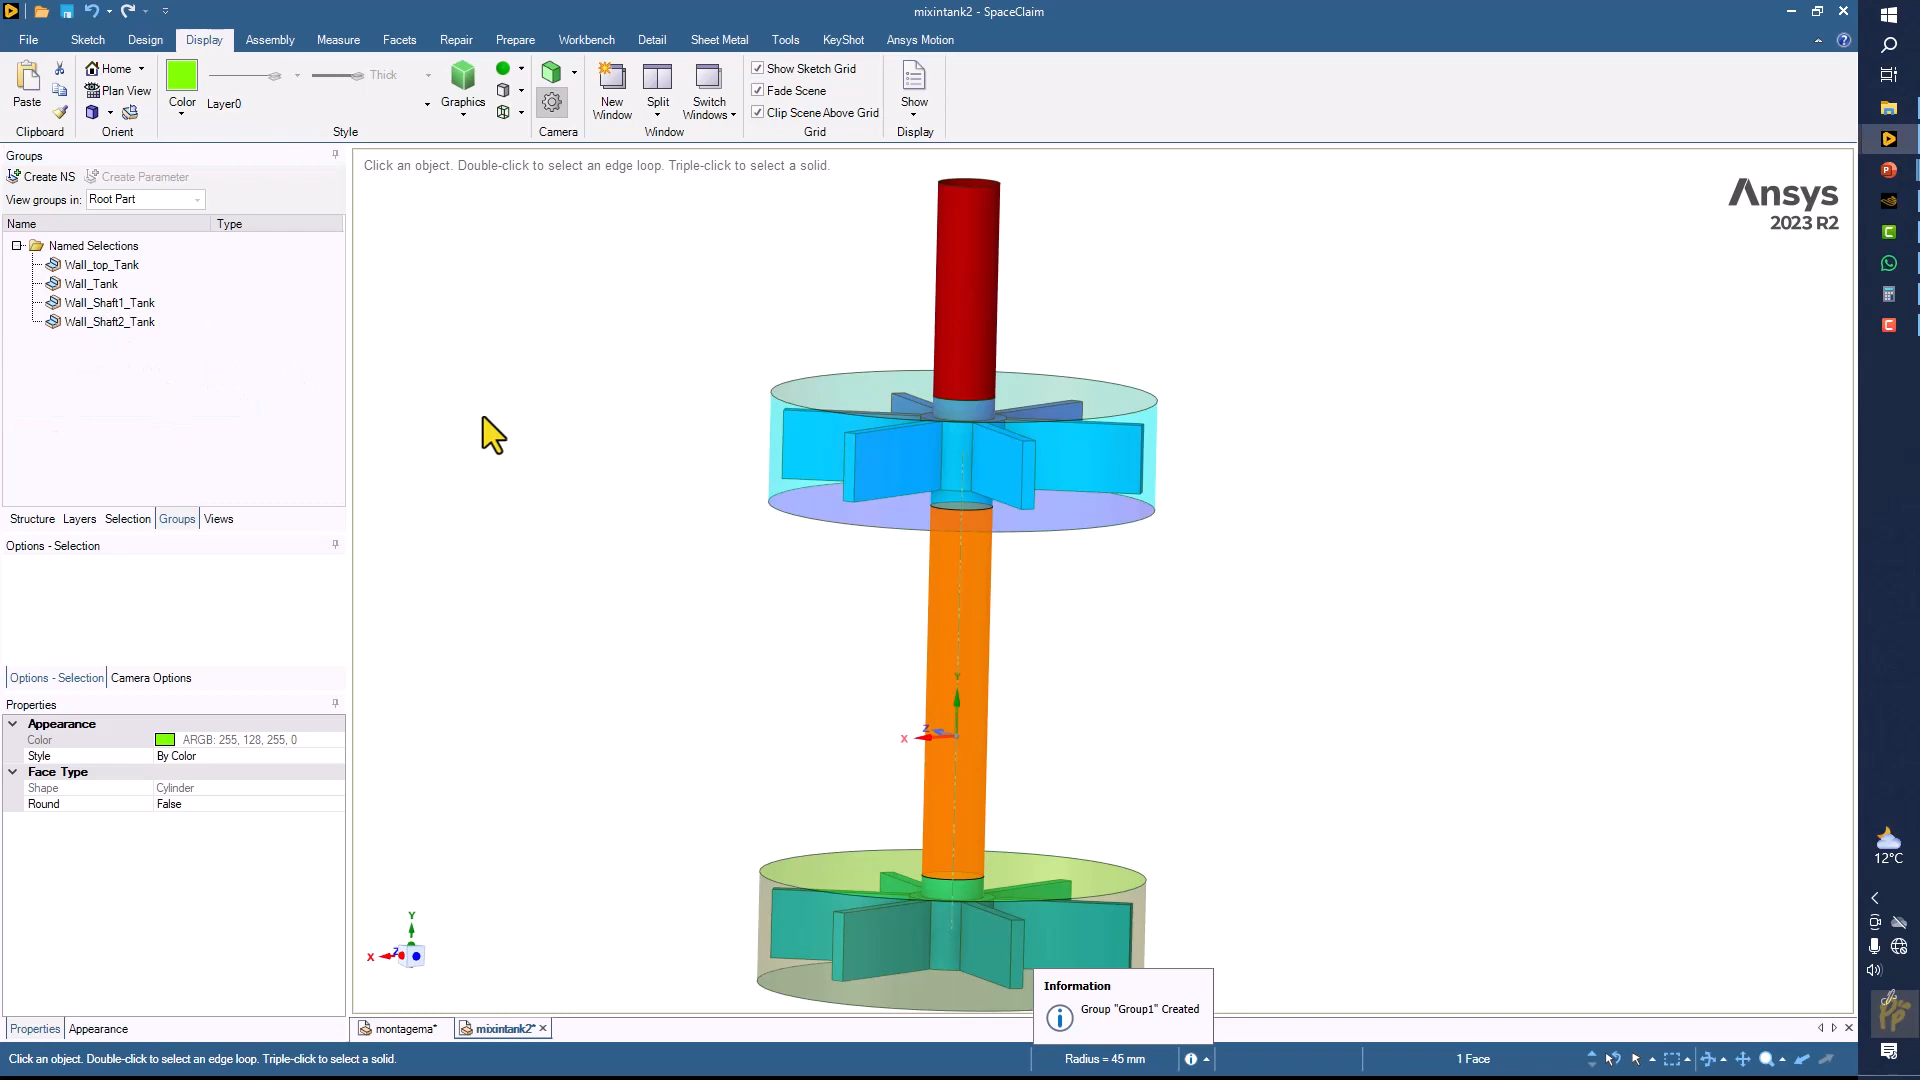 mixintank2 - SpaceClaim
File Sketch Design Display Assembly Measure Facets Repair Prepare Workbench Detail Sheet Metal Tools KeyShot Ansys Motion
Paste
Clipboard
Home
Plan View
Orient
Color
Layer0
Thick
Style
Graphics
Camera
New Window
Split
Switch Windows
Window
Show Sketch Grid
Fade Scene
Clip Scene Above Grid
Grid
Show
Display
Groups
Create NS Create Parameter
View groups in: Root Part
Name Type
Named Selections
Wall_top_Tank
Wall_Tank
Wall_Shaft1_Tank
Wall_Shaft2_Tank
Structure Layers Selection Groups Views
Options - Selection
Options - Selection Camera Options
Properties
Appearance
Color ARGB: 255, 128, 255, 0
Style By Color
Face Type
Shape Cylinder
Round False
Properties Appearance
Click an object. Double-click to select an edge loop. Triple-click to select a solid.
Ansys
2023 R2
Y
Z
X
Y
Z
X
Information
Group "Group1" Created
montagema* mixintank2*
Click an object. Double-click to select an edge loop. Triple-click to select a solid.
Radius = 45 mm
1 Face
12°C